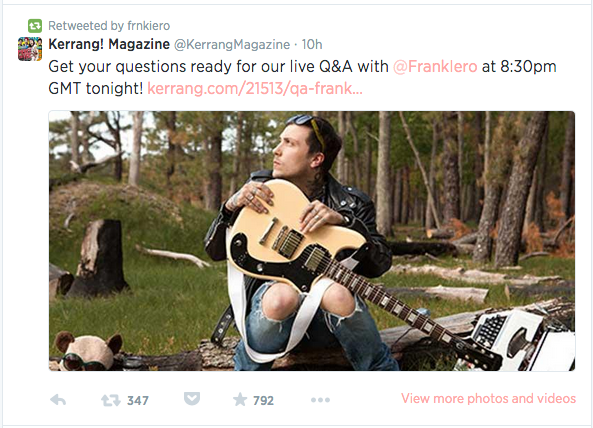 Retweeted by frnkiero
Kerrang! Magazine @KerrangMagazine · 10h
Get your questions ready for our live Q&A with @FrankIero at 8:30pm
GMT tonight! kerrang.com/21513/qa-frank...
347
792
View more photos and videos